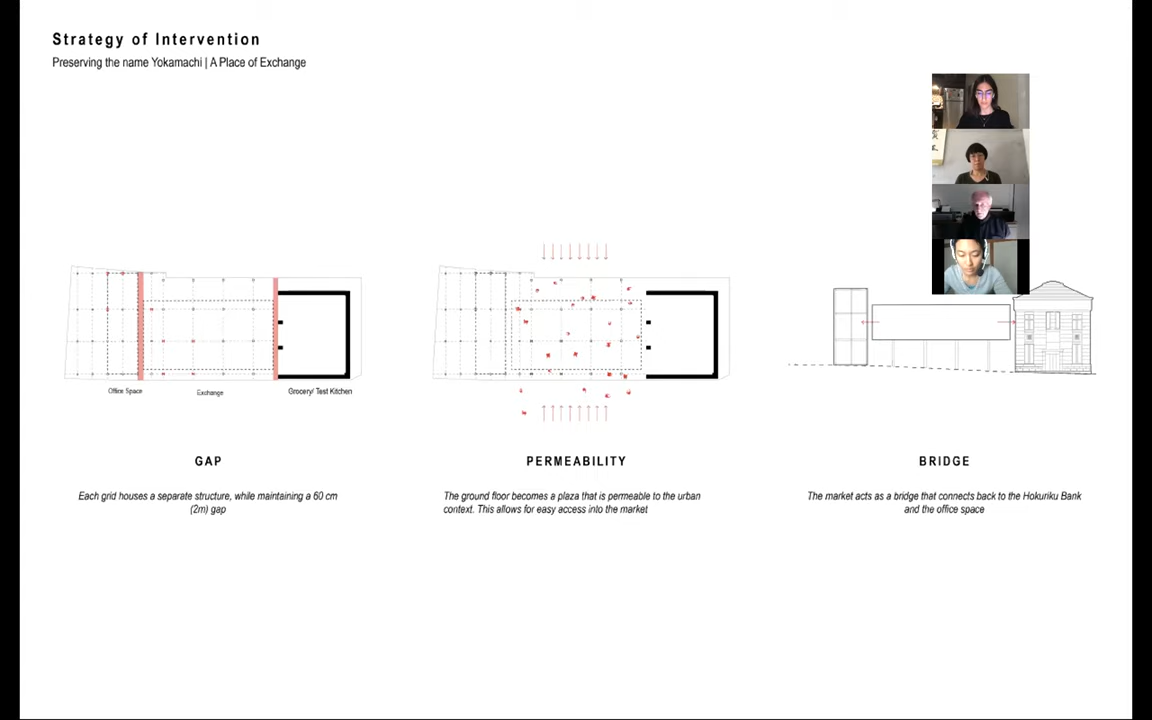 Strategy of Intervention
Preserving the name Yokamachi | A Place of Exchange
Office Space
Exchange
Grocery/ Test Kitchen
GAP
Each grid houses a separate structure, while maintaining a 60 cm
(2m) gap
PERMEABILITY
The ground floor becomes a plaza that is permeable to the urban
context. This allows for easy access into the market
BRIDGE
The market acts as a bridge that connects back to the Hokuriku Bank
and the office space